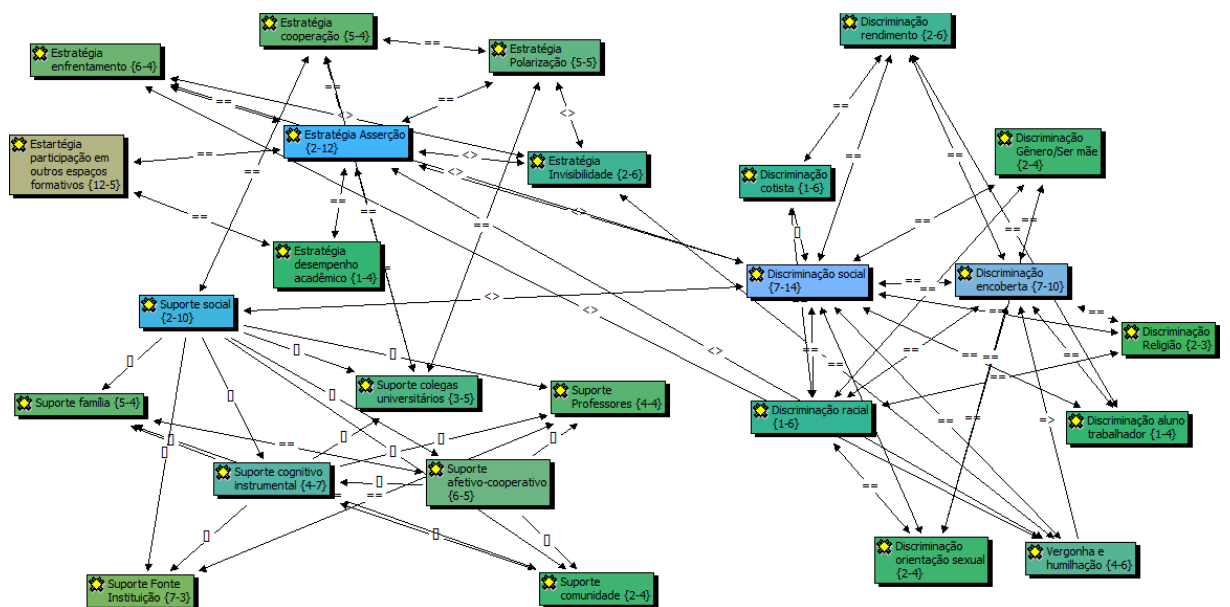 Estratégia
cooperação {5-4}
Discriminação
rendimento {2-6}
Estratégia
enfrentamento {6-4}
Estratégia
Polarização {5-5}
==
==
==
==
==
==
<>
<>
Estratégia Asserção
{2-12}
Estartégia
participação em
outros espaços
formativos {12-5}
==
==
<>
<>
<>
Estratégia
Invisibilidade {2-6}
Discriminação
cotista {1-6}
Discriminação
Gênero/Ser mãe
{2-4}
==
==
==
==
==
==
==
==
==
[]
Estratégia
desempenho
acadêmico {1-4}
=
Discriminação social
{7-14}
==
Discriminação
encoberta {7-10}
Suporte social
{2-10}
<>
<>
<>
==
==
==
==
==
==
==
Discriminação
Religião {2-3}
[]
[]
[]
[]
[]
Suporte colegas
universitários {3-5}
Suporte
Professores {4-4}
Suporte família {5-4}
Discriminação racial
{1-6}
Discriminação aluno
trabalhador {1-4}
==
==
=>
[]
[]
[]
[]
[]
==
Suporte cognitivo
instrumental {4-7}
[]
Suporte
afetivo-cooperativo
{6-5}
=
==
==
[]
[]
[]
[]
Discriminação
orientação sexual
{2-4}
Vergonha e
humilhação {4-6}
Suporte Fonte
Instituição {7-3}
Suporte
comunidade {2-4}